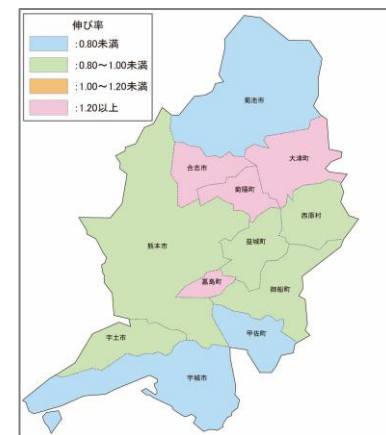 伸び率
:0.80未満
:0.80～1.00未満
:1.00～1.20未満
:1.20以上
菊池市
大津町
合志市
菊陽町
西原村
熊本市
益城町
嘉島町
御船町
甲佐町
宇土市
宇城市